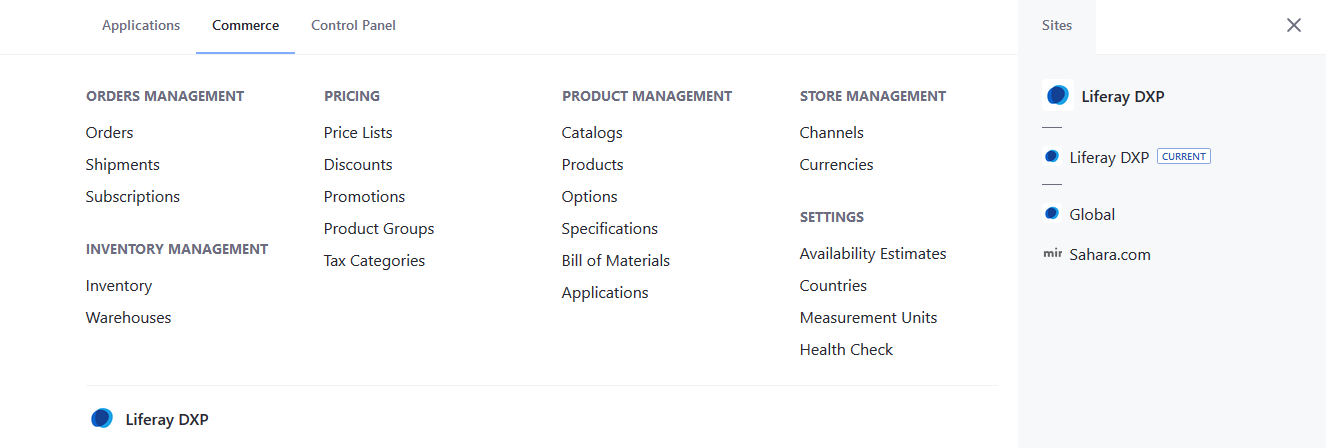 Applications
Commerce
Control Panel
ORDERS MANAGEMENT
Orders
Shipments
Subscriptions
INVENTORY MANAGEMENT
Inventory
Warehouses
PRICING
Price Lists
Discounts
Promotions
Product Groups
Tax Categories
PRODUCT MANAGEMENT
Catalogs
Products
Options
Specifications
Bill of Materials
Applications
STORE MANAGEMENT
Channels
Currencies
SETTINGS
Availability Estimates
Countries
Measurement Units
Health Check
Liferay DXP
Sites
Liferay DXP
Liferay DXP CURRENT
Global
mir Sahara.com